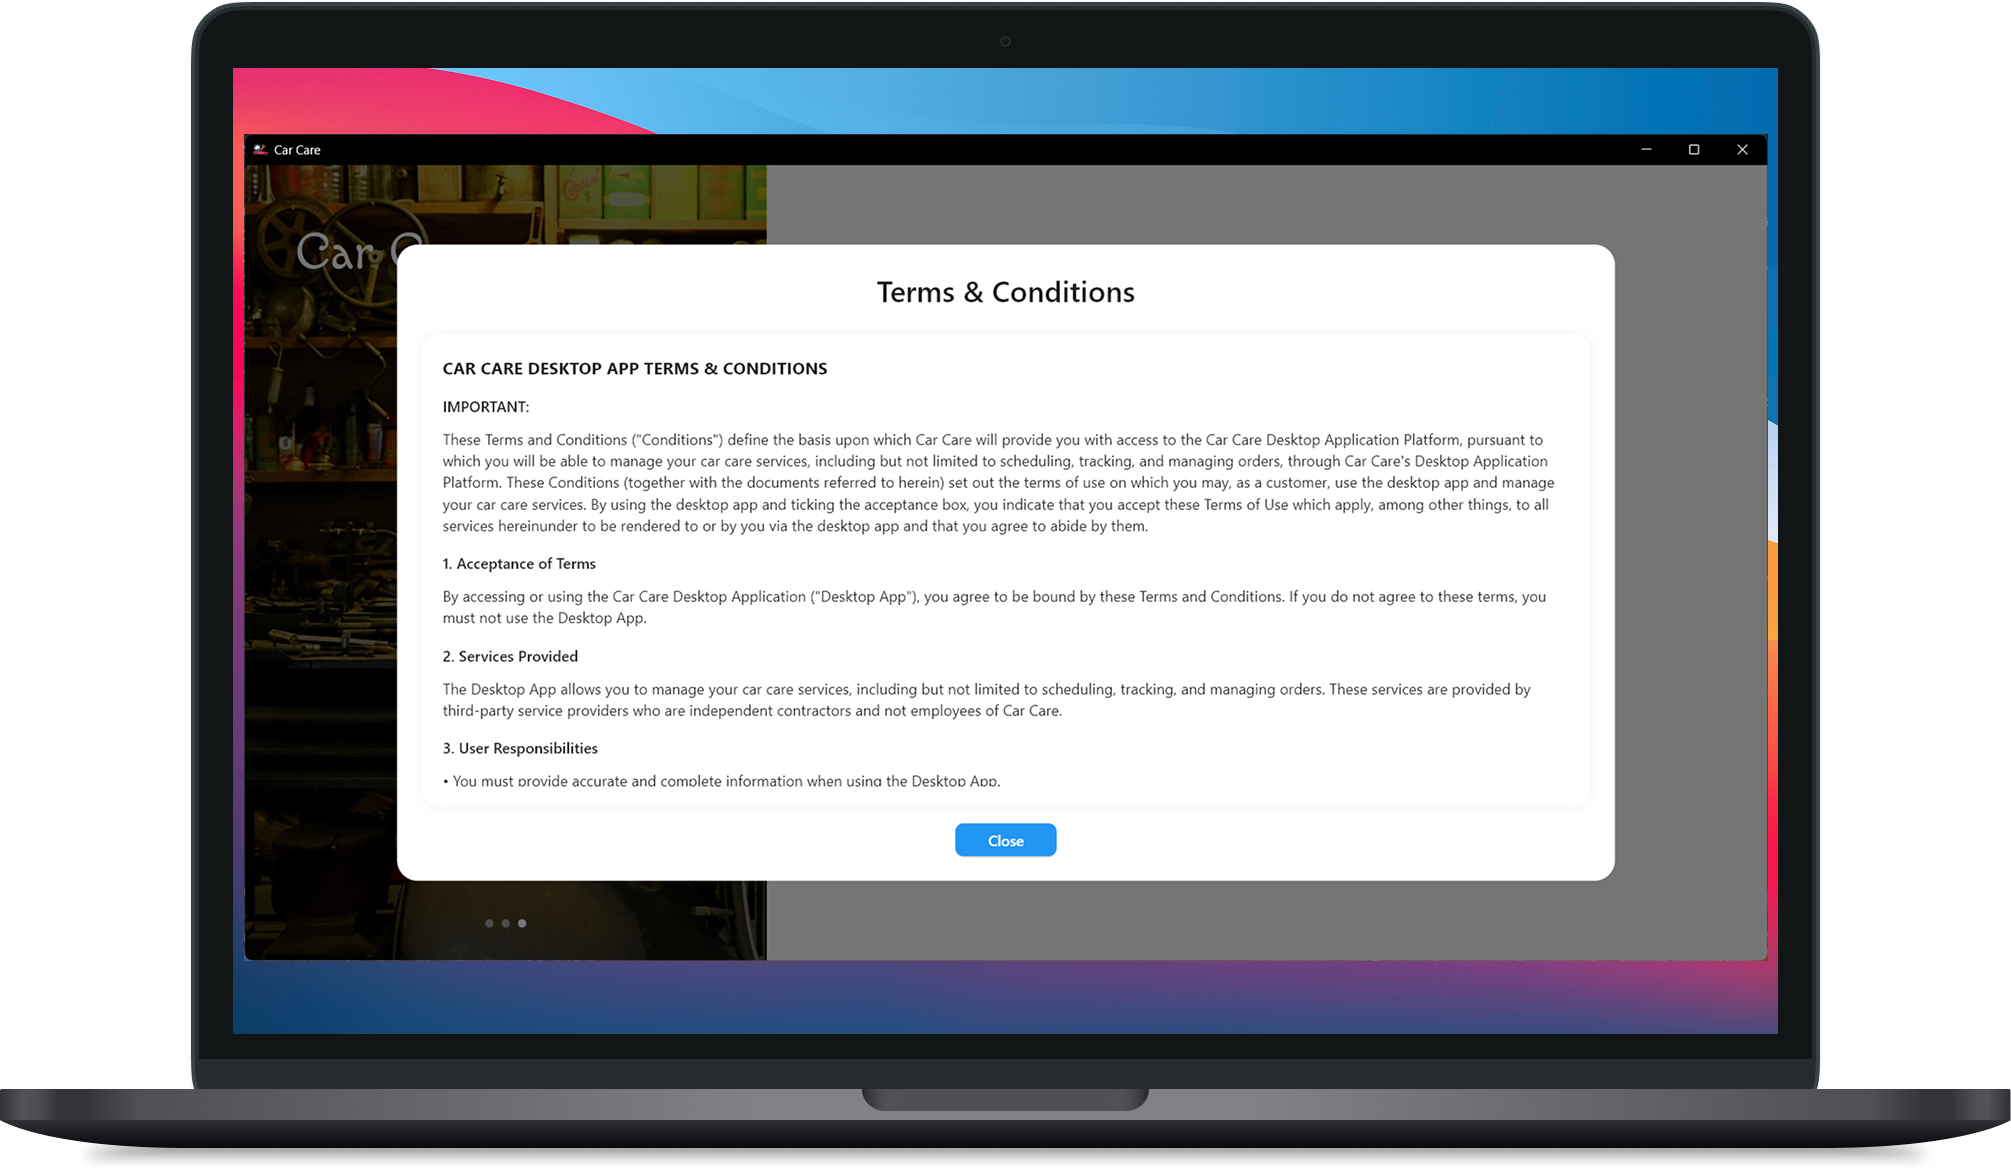 Car Care
Car C
Terms & Conditions
CAR CARE DESKTOP APP TERMS & CONDITIONS
IMPORTANT:
These Terms and Conditions ("Conditions") define the basis upon which Car Care will provide you with access to the Car Care Desktop Application Platform, pursuant to
which you will be able to manage your car care services, including but not limited to scheduling, tracking, and managing orders, through Car Care's Desktop Application
Platform. These Conditions (together with the documents referred to herein) set out the terms of use on which you may, as a customer, use the desktop app and manage
your car care services. By using the desktop app and ticking the acceptance box, you indicate that you accept these Terms of Use which apply, among other things, to all
services hereinunder to be rendered to or by you via the desktop app and that you agree to abide by them.
1. Acceptance of Terms
By accessing or using the Car Care Desktop Application ("Desktop App"), you agree to be bound by these Terms and Conditions. If you do not agree to these terms, you
must not use the Desktop App.
2. Services Provided
The Desktop App allows you to manage your car care services, including but not limited to scheduling, tracking, and managing orders. These services are provided by
third-party service providers who are independent contractors and not employees of Car Care.
3. User Responsibilities
• You must provide accurate and complete information when using the Desktop App.
Close